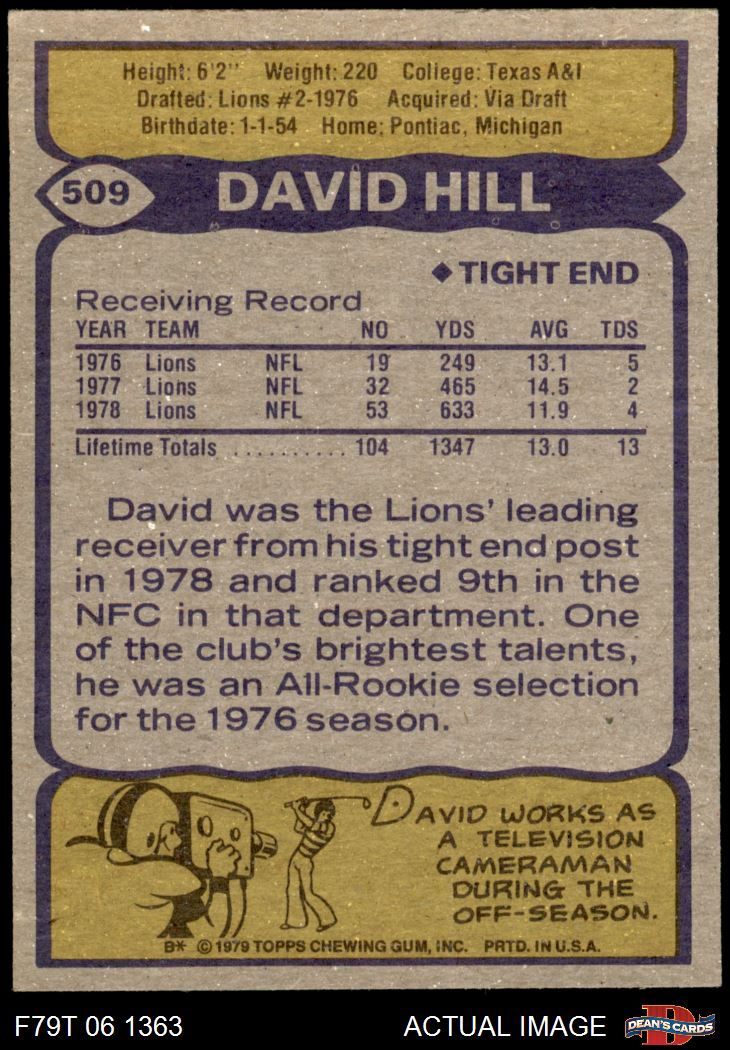 Height: 6'2" Weight: 220 College: Texas A&I
Drafted: Lions #2-1976 Acquired: Via Draft
Birthdate: 1-1-54 Home: Pontiac, Michigan
509 DAVID HILL
◆ TIGHT END
Receiving Record
YEAR TEAM NO YDS AVG TDS
1976 Lions NFL 19 249 13.1 5
1977 Lions NFL 32 465 14.5 2
1978 Lions NFL 53 633 11.9 4
Lifetime Totals .......... 104 1347 13.0 13
David was the Lions' leading
receiver from his tight end post
in 1978 and ranked 9th in the
NFC in that department. One
of the club's brightest talents,
he was an All-Rookie selection
for the 1976 season.
DAVID WORKS AS
A TELEVISION
CAMERAMAN
DURING THE
OFF-SEASON.
B* © 1979 TOPPS CHEWING GUM, INC. PRTD. IN U.S.A.
F79T 06 1363 ACTUAL IMAGE D DEAN'S CARDS